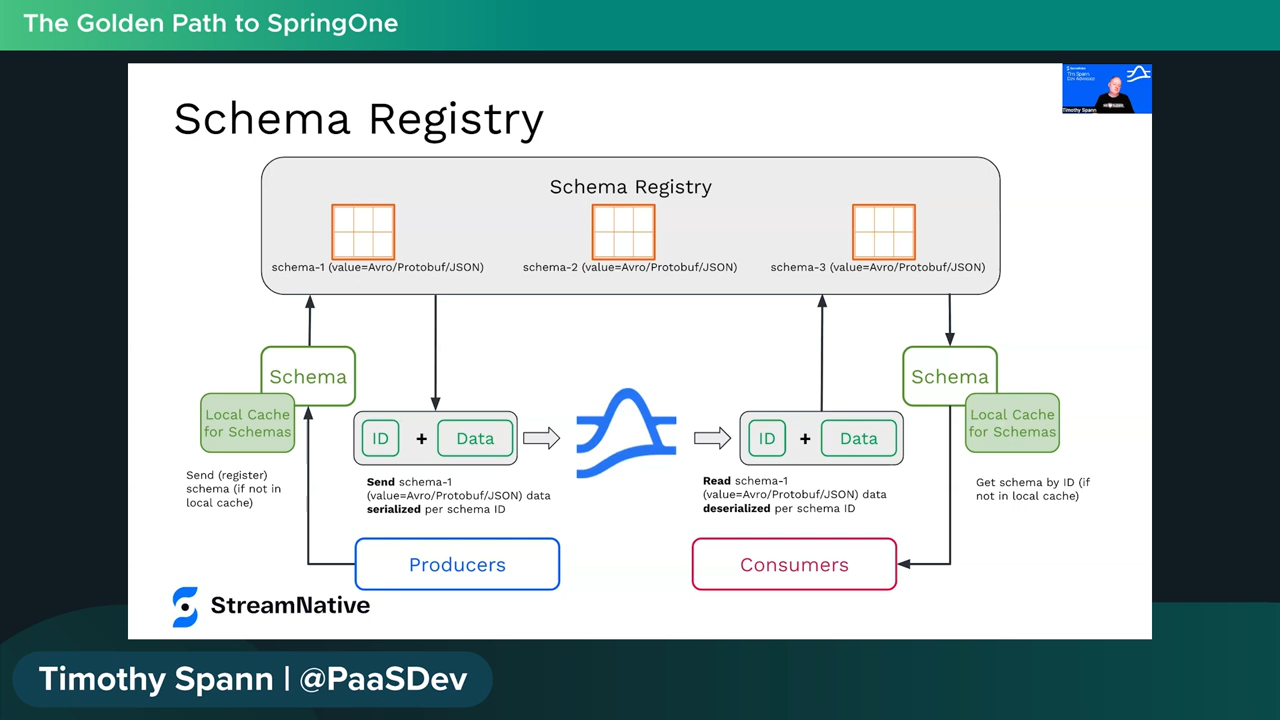 The Golden Path to SpringOne
Timothy Spann
Schema Registry
Schema Registry
schema-1 (value=Avro/Protobuf/JSON)
schema-2 (value=Avro/Protobuf/JSON)
schema-3 (value=Avro/Protobuf/JSON)
Schema
Local Cache
for Schemas
Send (register)
schema (if not in
local cache)
ID + Data
Send schema-1
(value=Avro/Protobuf/JSON) data
serialized per schema ID
ID + Data
Read schema-1
(value=Avro/Protobuf/JSON) data
deserialized per schema ID
Schema
Local Cache
for Schemas
Get schema by ID (if
not in local cache)
Producers
Consumers
StreamNative
Timothy Spann | @PaaSDev